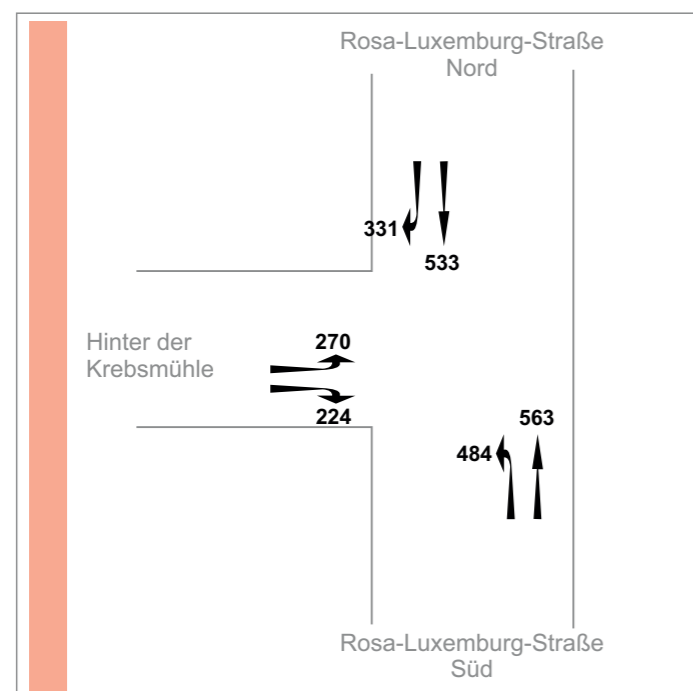 Rosa-Luxemburg-Straße
Nord
331
533
Hinter der
Krebsmühle
270
224
563
484
Rosa-Luxemburg-Straße
Süd